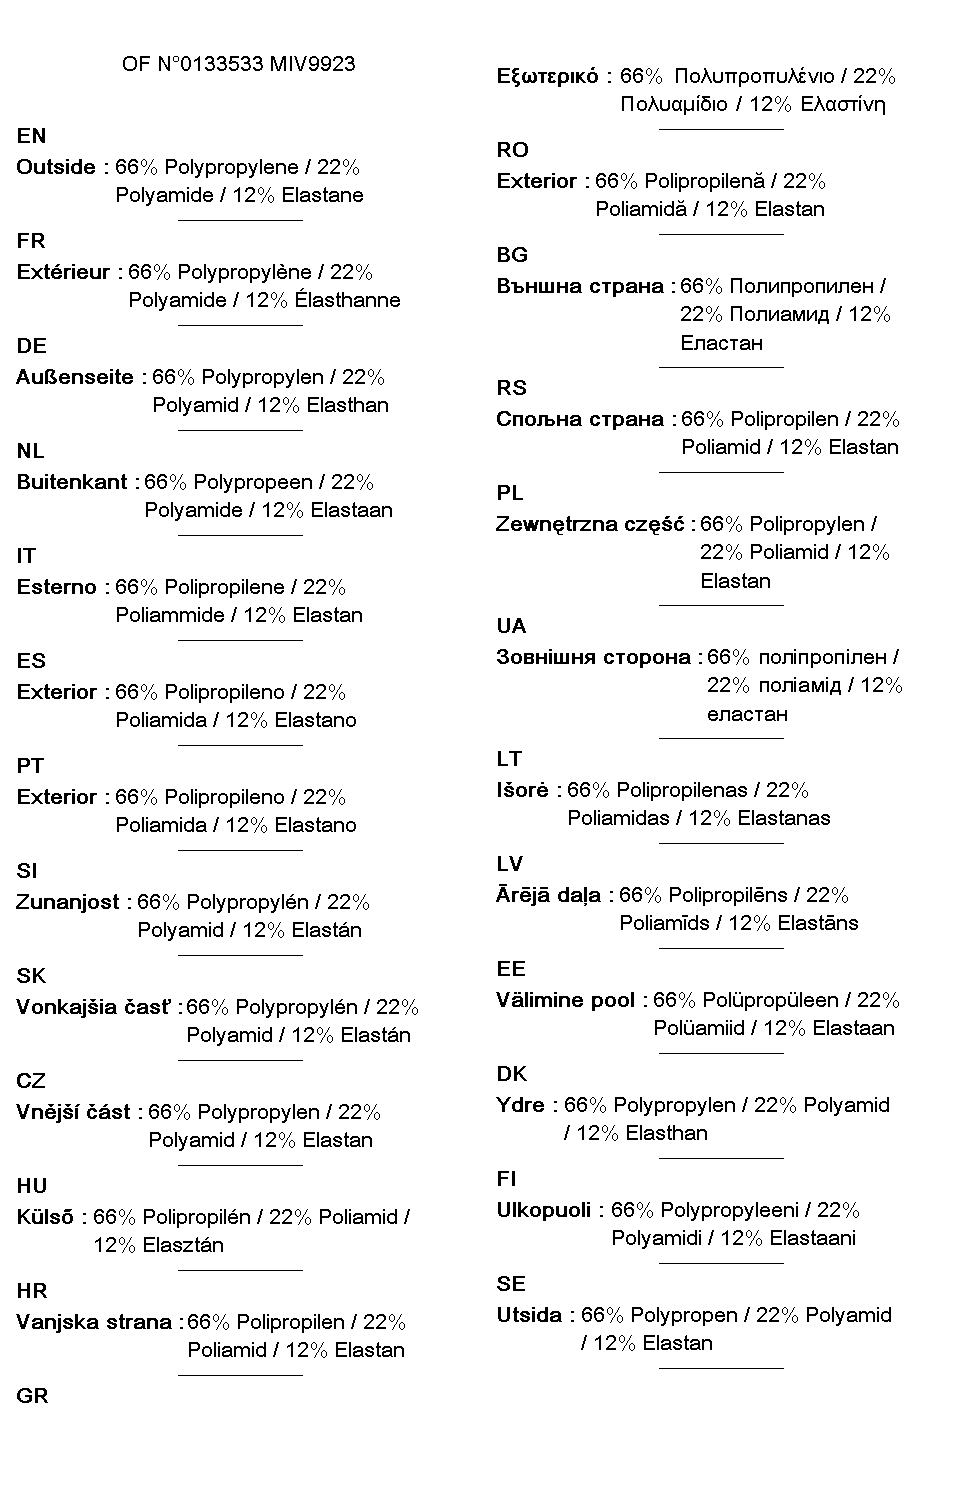 OF N°0133533 MIV9923
EN
Outside : 66% Polypropylene / 22%
Polyamide / 12% Elastane
FR
Extérieur : 66% Polypropylène / 22%
Polyamide / 12% Élasthanne
DE
Außenseite : 66% Polypropylen / 22%
Polyamid / 12% Elasthan
NL
Buitenkant : 66% Polypropeen / 22%
Polyamide / 12% Elastaan
IT
Esterno : 66% Polipropilene / 22%
Poliammide / 12% Elastan
ES
Exterior : 66% Polipropileno / 22%
Poliamida / 12% Elastano
PT
Exterior : 66% Polipropileno / 22%
Poliamida / 12% Elastano
SI
Zunanjost : 66% Polypropylén / 22%
Polyamid / 12% Elastán
SK
Vonkajšia časť : 66% Polypropylén / 22%
Polyamid / 12% Elastán
CZ
Vnější část : 66% Polypropylen / 22%
Polyamid / 12% Elastan
HU
Külső : 66% Polipropilén / 22% Poliamid /
12% Elasztán
HR
Vanjska strana : 66% Polipropilen / 22%
Poliamid / 12% Elastan
GR
Εξωτερικό : 66% Πολυπροπυλένιο / 22%
Πολυαμίδιο / 12% Ελαστίνη
RO
Exterior : 66% Polipropilenă / 22%
Poliamidă / 12% Elastan
BG
Външна страна : 66% Полипропилен /
22% Полиамид / 12%
Еластан
RS
Спољна страна : 66% Polipropilen / 22%
Poliamid / 12% Elastan
PL
Zewnętrzna część : 66% Polipropylen /
22% Poliamid / 12%
Elastan
UA
Зовнішня сторона : 66% поліпропілен /
22% поліамід / 12%
еластан
LT
Išorė : 66% Polipropilenas / 22%
Poliamidas / 12% Elastanas
LV
Ārējā daļa : 66% Polipropilēns / 22%
Poliamīds / 12% Elastāns
EE
Välimine pool : 66% Polüpropüleen / 22%
Polüamiid / 12% Elastaan
DK
Ydre : 66% Polypropylen / 22% Polyamid
/ 12% Elasthan
FI
Ulkopuoli : 66% Polypropyleeni / 22%
Polyamidi / 12% Elastaani
SE
Utsida : 66% Polypropen / 22% Polyamid
/ 12% Elastan